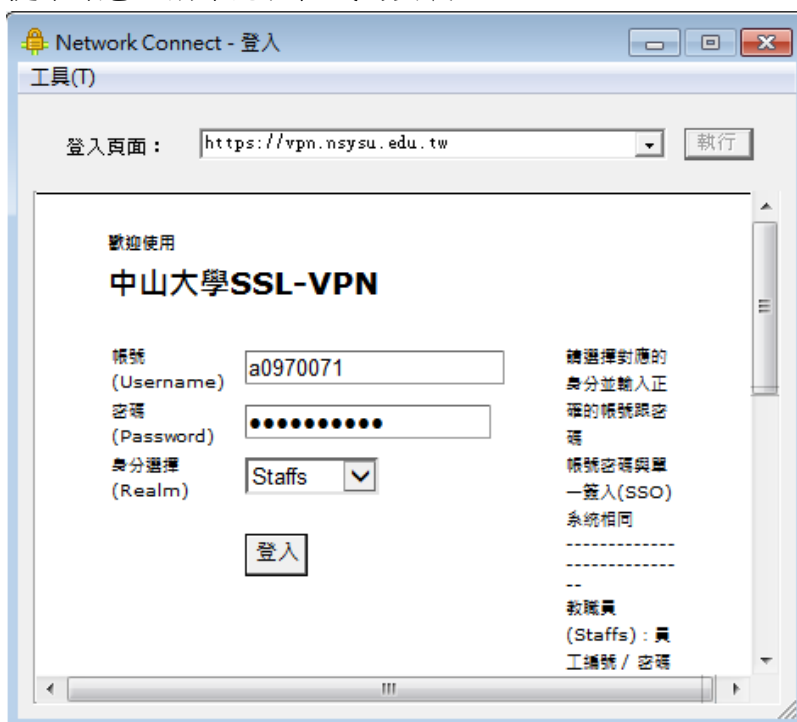 Network Connect - 登入
工具(T)
登入頁面： https://vpn.nsysu.edu.tw 執行
歡迎使用
中山大學SSL-VPN
帳號
(Username)
a0970071
密碼
(Password)
●●●●●●●●●●
身分選擇
(Realm)
Staffs
登入
請選擇對應的
身分並輸入正
確的帳號跟密
碼
帳號密碼與單
一簽入(SSO)
系統相同
-------------
-------------
--
教職員
(Staffs) : 員
工編號 / 密碼